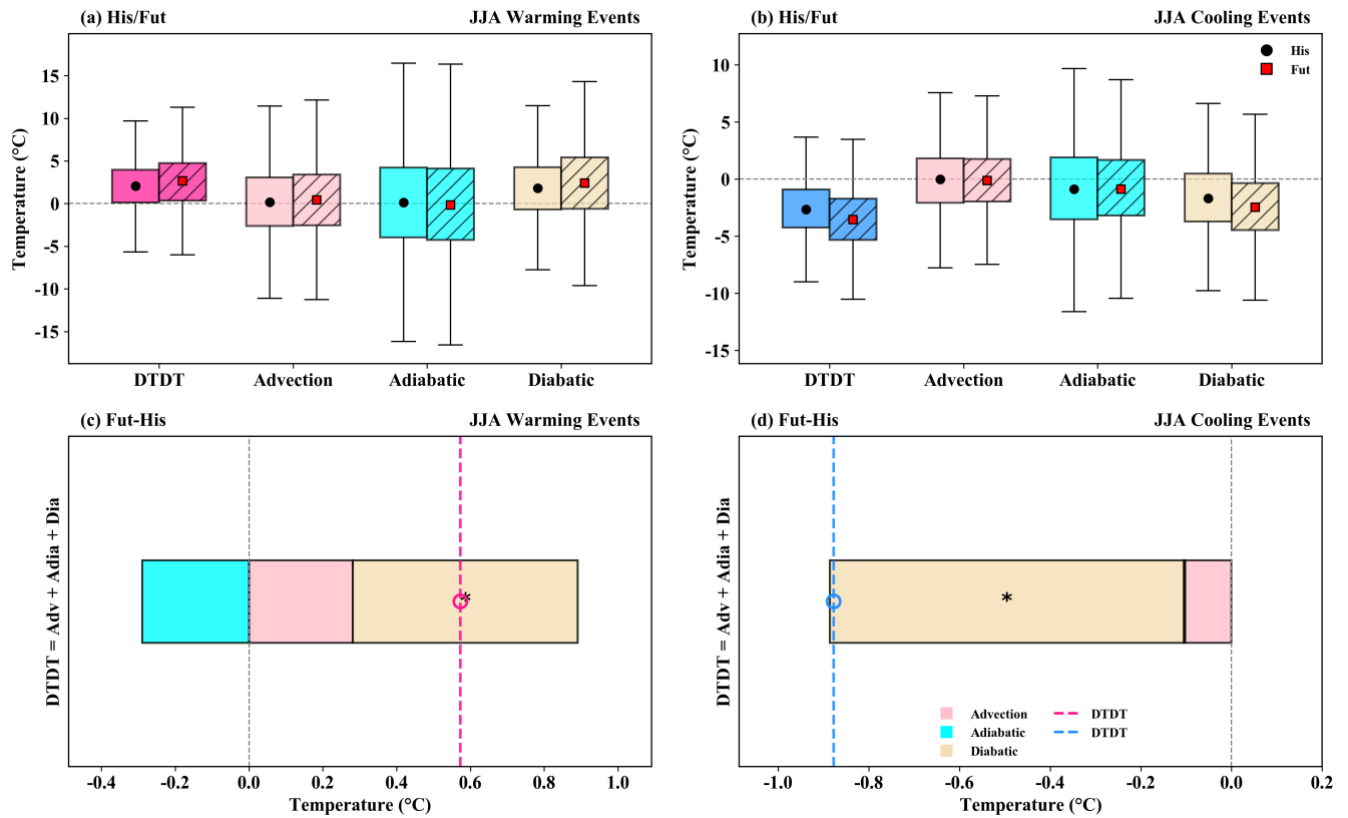 (a) His/Fut JJA Warming Events
Temperature (°C)
15
10
5
0
-5
-10
-15
DTDT Advection Adiabatic Diabatic
(b) His/Fut JJA Cooling Events
His
Fut
Temperature (°C)
10
5
0
-5
-10
-15
DTDT Advection Adiabatic Diabatic
(c) Fut-His JJA Warming Events
DTDT = Adv + Adia + Dia
*
-0.4 -0.2 0.0 0.2 0.4 0.6 0.8 1.0
Temperature (°C)
(d) Fut-His JJA Cooling Events
DTDT = Adv + Adia + Dia
*
Advection DTDT
Adiabatic DTDT
Diabatic
-1.0 -0.8 -0.6 -0.4 -0.2 0.0 0.2
Temperature (°C)